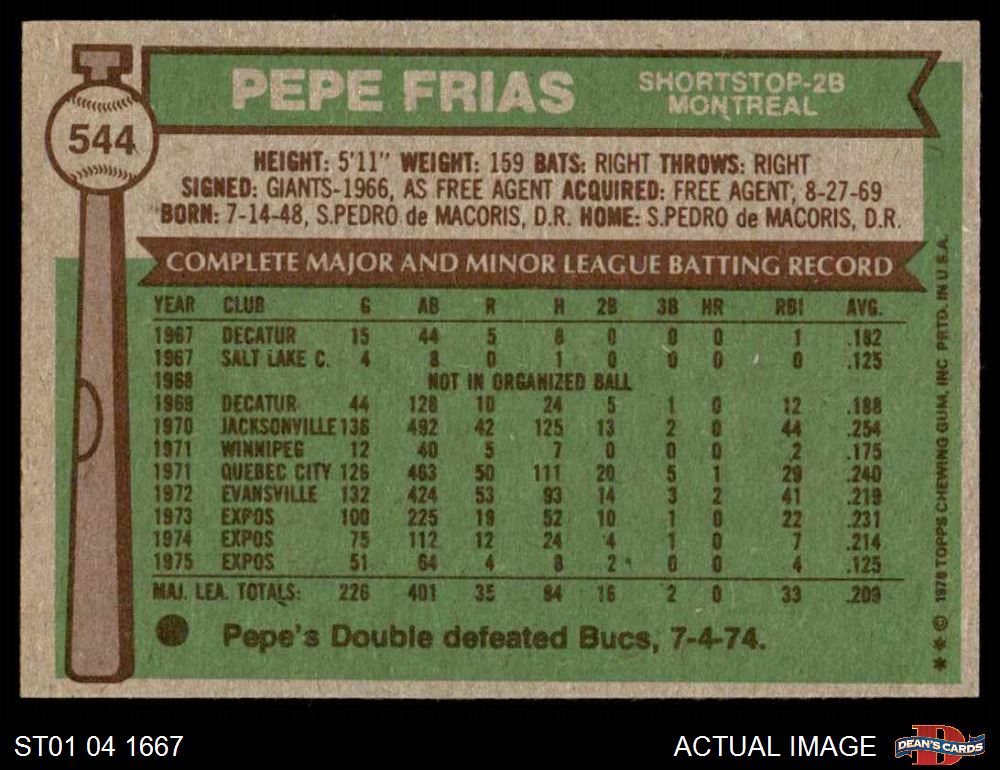 544
PEPE FRIAS
SHORTSTOP-2B
MONTREAL
HEIGHT: 5'11" WEIGHT: 159 BATS: RIGHT THROWS: RIGHT
SIGNED: GIANTS-1966, AS FREE AGENT ACQUIRED: FREE AGENT, 8-27-69
BORN: 7-14-48, S.PEDRO de MACORIS, D.R. HOME: S.PEDRO de MACORIS, D.R.
COMPLETE MAJOR AND MINOR LEAGUE BATTING RECORD
YEAR CLUB G AB R H 2B 3B HR RBI AVG.
1967 DECATUR 15 44 5 8 0 0 0 1 .182
1967 SALT LAKE C. 4 8 0 1 0 0 0 0 .125
1968 NOT IN ORGANIZED BALL
1969 DECATUR 44 128 10 24 5 1 0 12 .188
1970 JACKSONVILLE 136 492 42 125 13 2 0 44 .254
1971 WINNIPEG 12 40 5 7 0 0 0 2 .175
1971 QUEBEC CITY 126 463 50 111 20 5 1 29 .240
1972 EVANSVILLE 132 424 53 93 14 3 2 41 .219
1973 EXPOS 100 225 19 52 10 1 0 22 .231
1974 EXPOS 75 112 12 24 4 1 0 7 .214
1975 EXPOS 51 64 4 8 2 0 0 4 .125
MAJ. LEA. TOTALS: 226 401 35 84 16 2 0 33 .209
Pepe's Double defeated Bucs, 7-4-74.
** © 1976 TOPPS CHEWING GUM, INC PRTD. IN U.S.A.
ST01 04 1667
ACTUAL IMAGE
DEAN'S CARDS